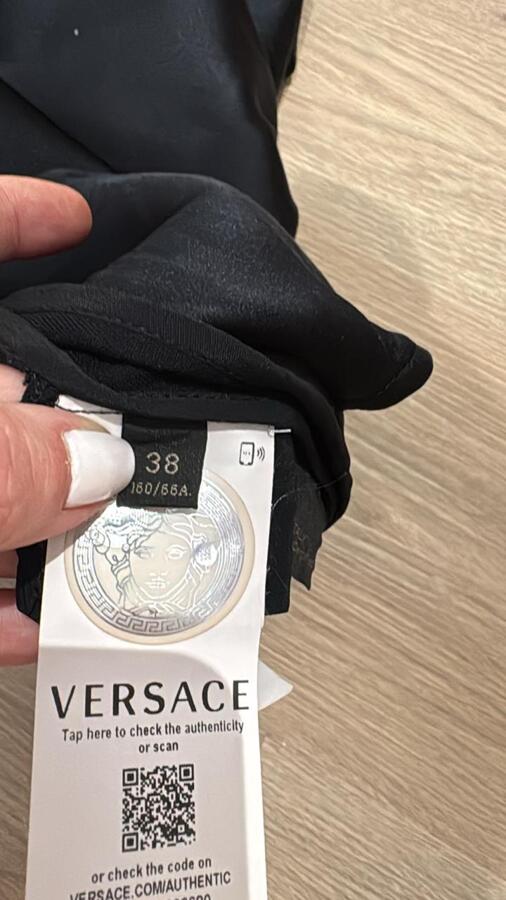 38
160/66A.
VERSACE
Tap here to check the authenticity
or scan
or check the code on
VERSACE.COM/AUTHENTIC